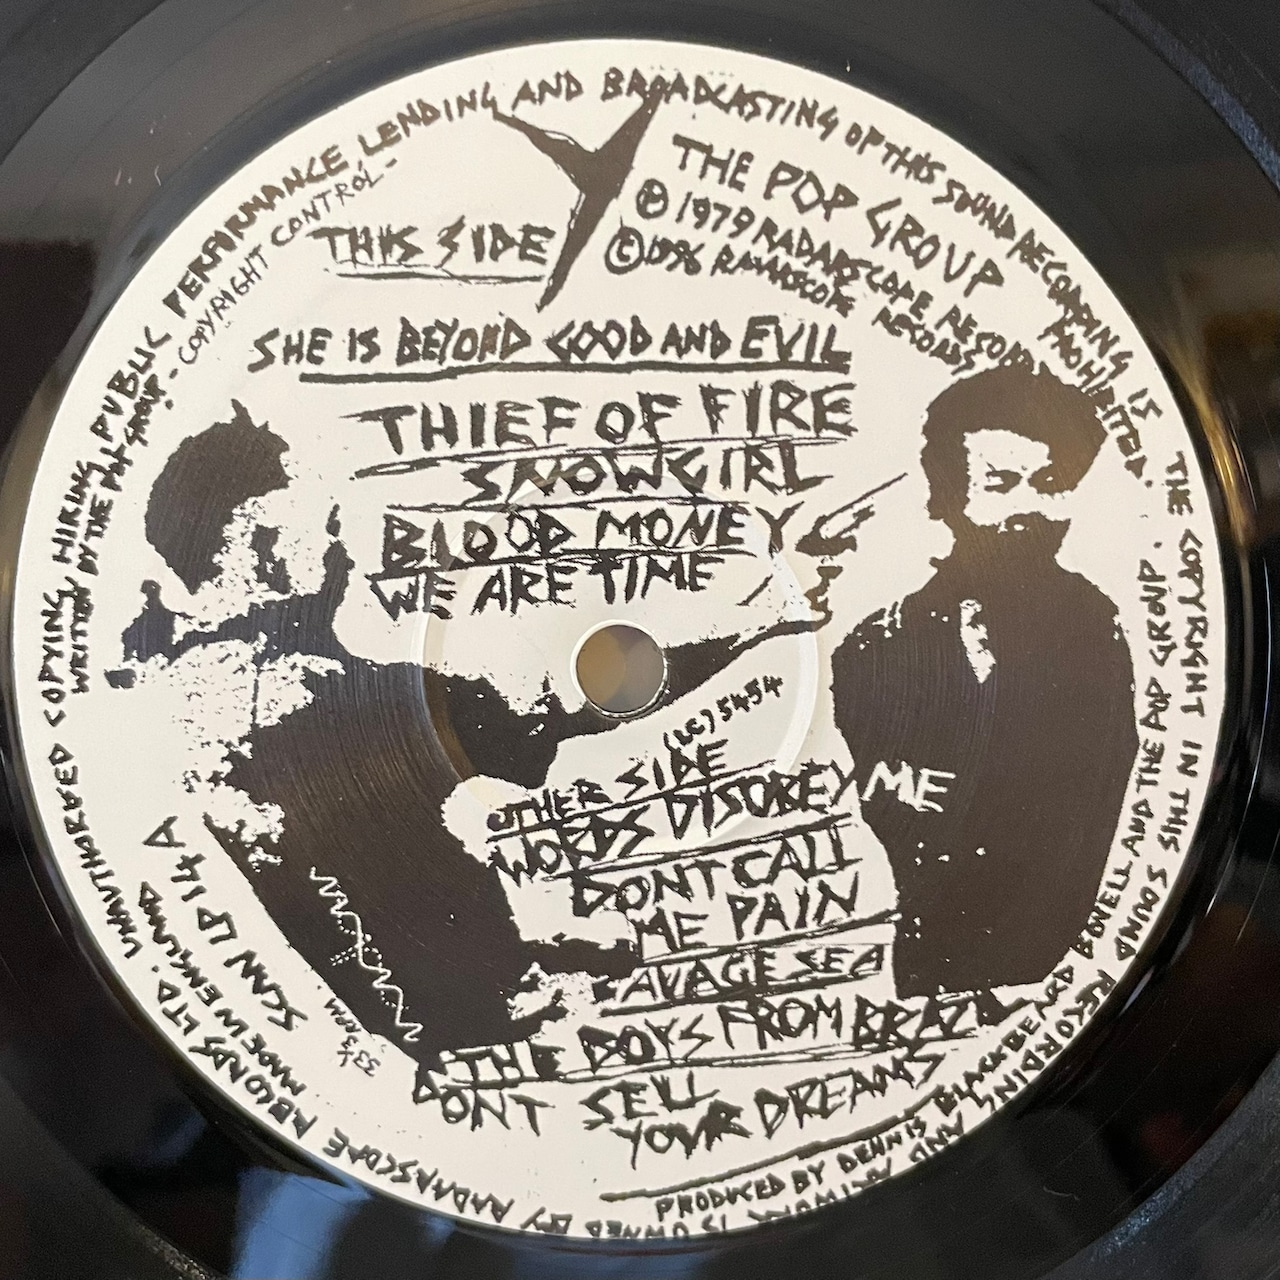 UNAUTHORISED COPYING HIRING PUBLIC PERFORMANCE LENDING AND BROADCASTING OF THIS SOUND RECORDING IS PROHIBITED.
THE COPYRIGHT IN THIS SOUND RECORDING AND ARTWORK IS OWNED BY RADARSCOPE RECORDS LTD.
WRITTEN BY THE POP GROUP - COPYRIGHT CONTROL -
THIS SIDE
Y
THE POP GROUP
Ⓟ 1979 RADARSCOPE RECORDS
© 1996 RADARSCOPE RECORDS
SHE IS BEYOND GOOD AND EVIL
THIEF OF FIRE
SNOWGIRL
BLOOD MONEY
WE ARE TIME
(LC) 5454
OTHER SIDE
WORDS DISOBEY ME
DONT CALL
ME PAIN
SAVAGE SEA
THE BOYS FROM BRAZIL
DONT SELL
YOUR DREAMS
PRODUCED BY DENNIS BLACKBEARD BOVELL AND THE POP GROUP.
SCAN LP 14 A
MADE IN ENGLAND
33⅓ RPM